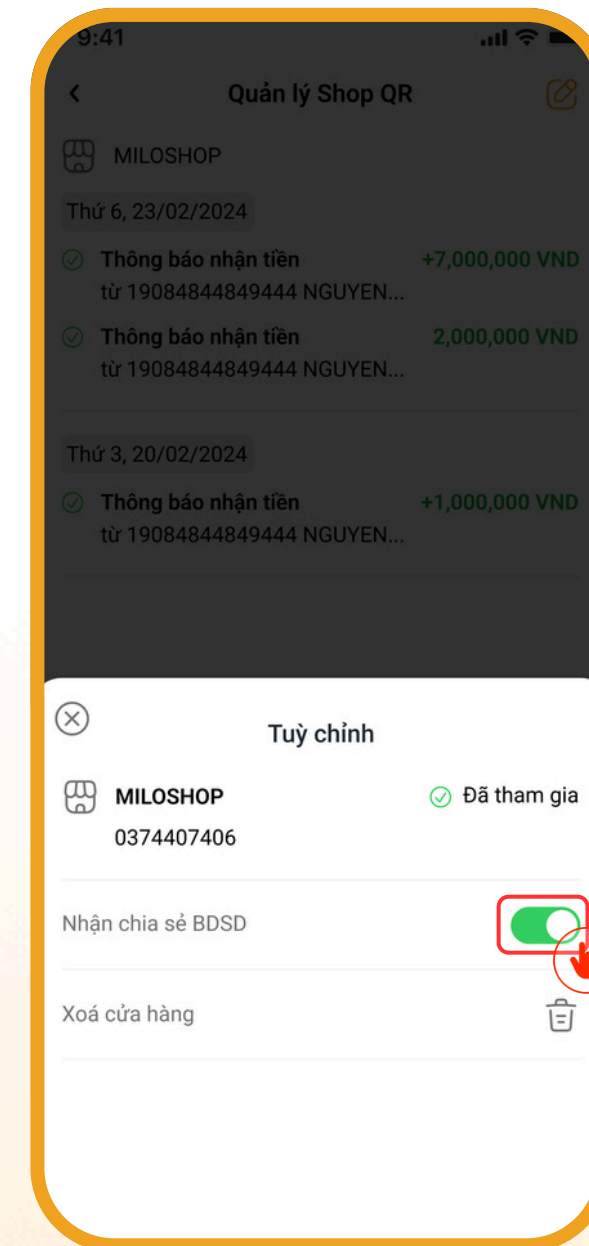 9:41
Quản lý Shop QR
MILOSHOP
Thứ 6, 23/02/2024
Thông báo nhận tiền +7,000,000 VND
từ 19084844849444 NGUYEN...
Thông báo nhận tiền 2,000,000 VND
từ 19084844849444 NGUYEN...
Thứ 3, 20/02/2024
Thông báo nhận tiền +1,000,000 VND
từ 19084844849444 NGUYEN...
Tuỳ chỉnh
MILOSHOP Đã tham gia
0374407406
Nhận chia sẻ BDSD
Xoá cửa hàng